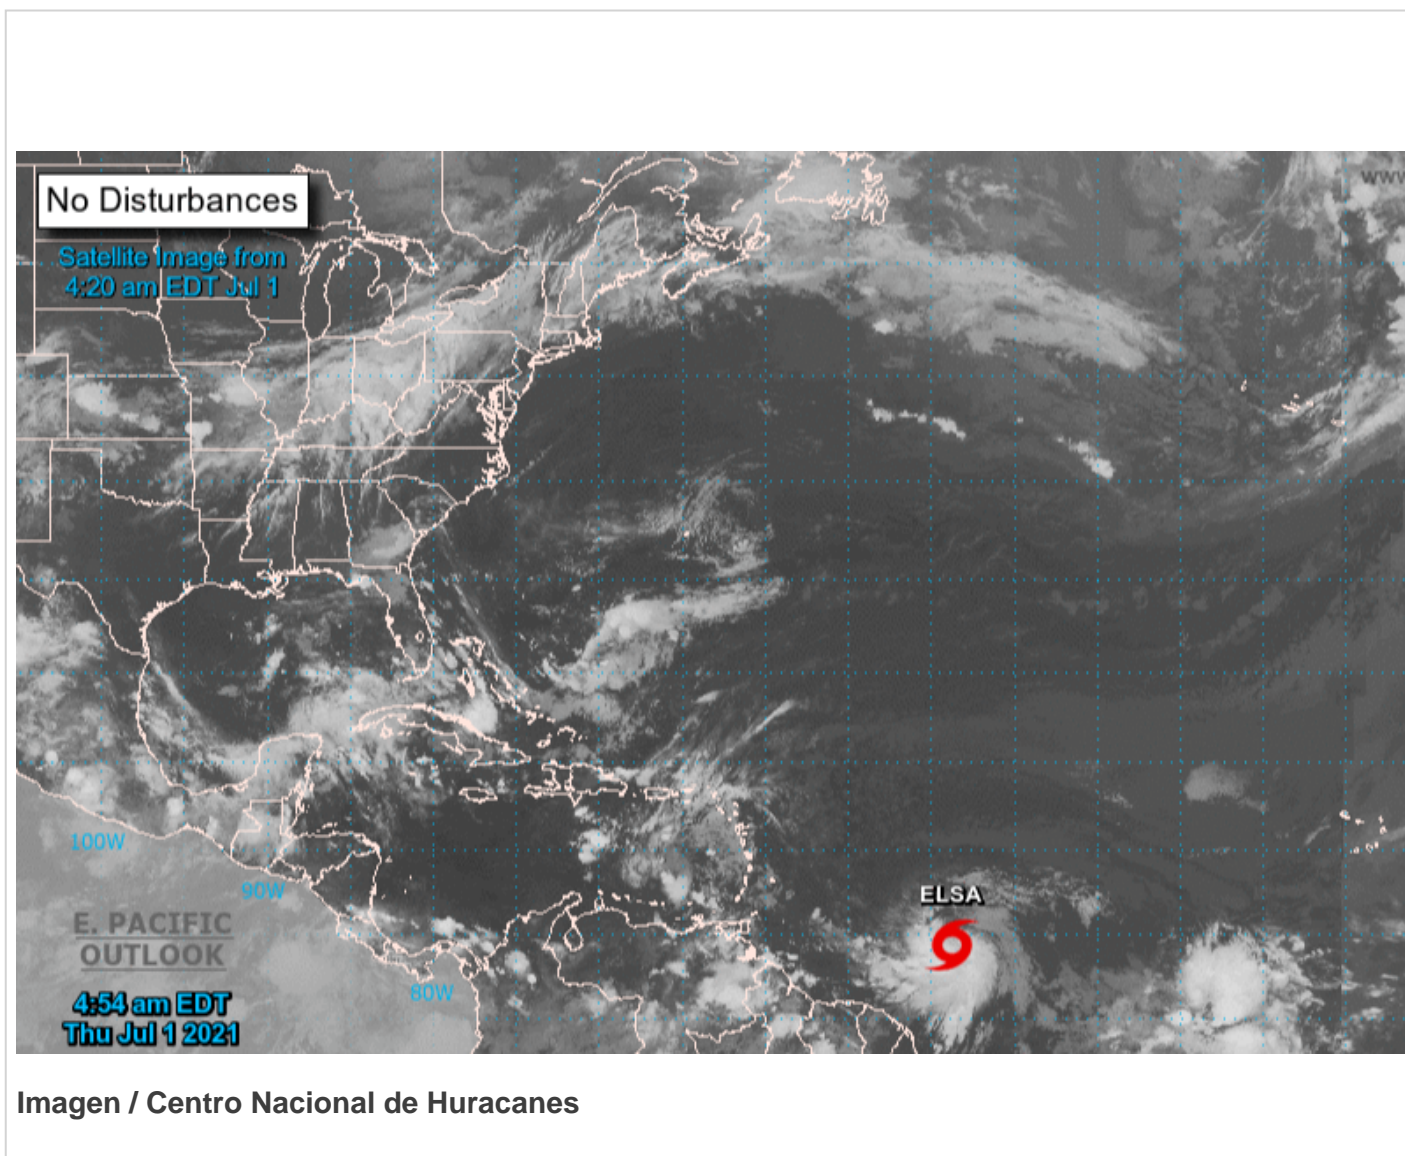 No Disturbances
www
Satellite Image from
4:20 am EDT Jul 1
100W
90W
ELSA
E. PACIFIC
OUTLOOK
80W
4:54 am EDT
Thu Jul 1 2021
Imagen / Centro Nacional de Huracanes